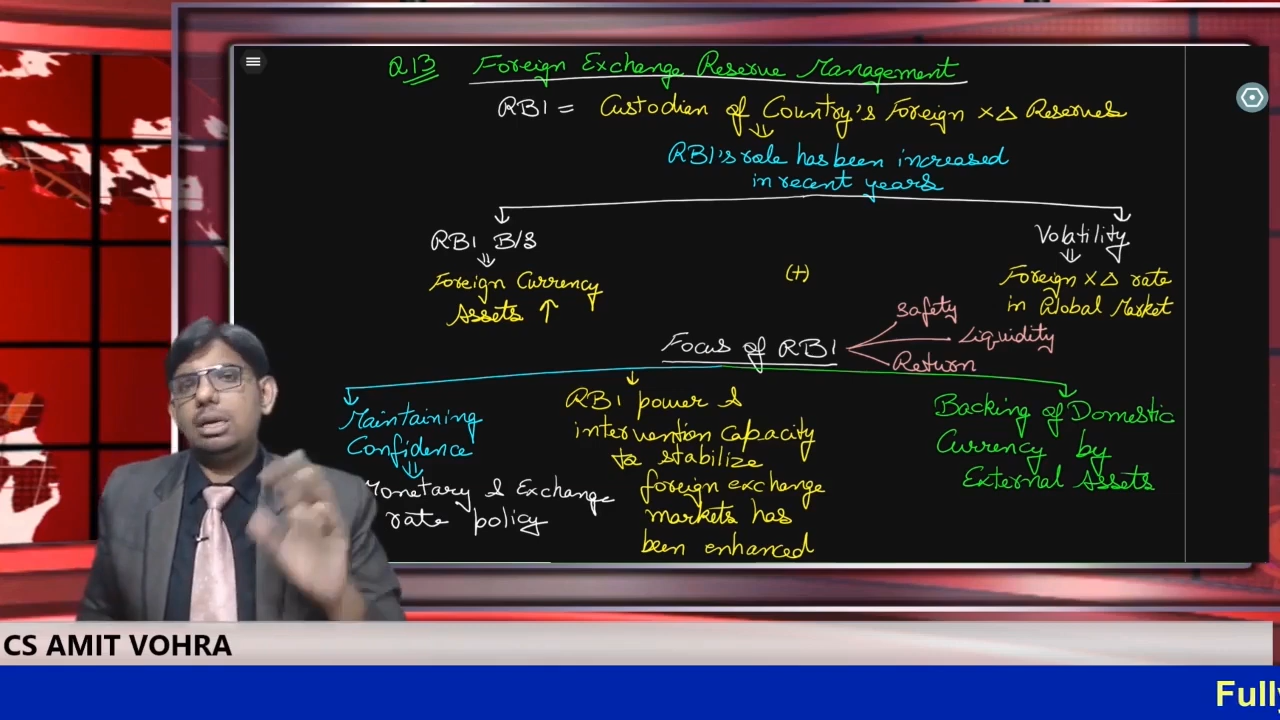 Q13 Foreign Exchange Reserve Management
RBI = Custodian of Country's Foreign X∆ Reserves
⇓
RBI's role has been increased
in recent years
RBI B/S
⇓
Foreign Currency
Assets ↑
(+)
Volatility
⇓
Foreign X∆ rate
in Global Market
Focus of RBI
Safety
Liquidity
Return
Maintaining
Confidence
⇓
Monetary & Exchange
rate policy
RBI power &
intervention capacity
to stabilize
foreign exchange
markets has
been enhanced
Backing of Domestic
Currency by
External Assets
CS AMIT VOHRA
Fully